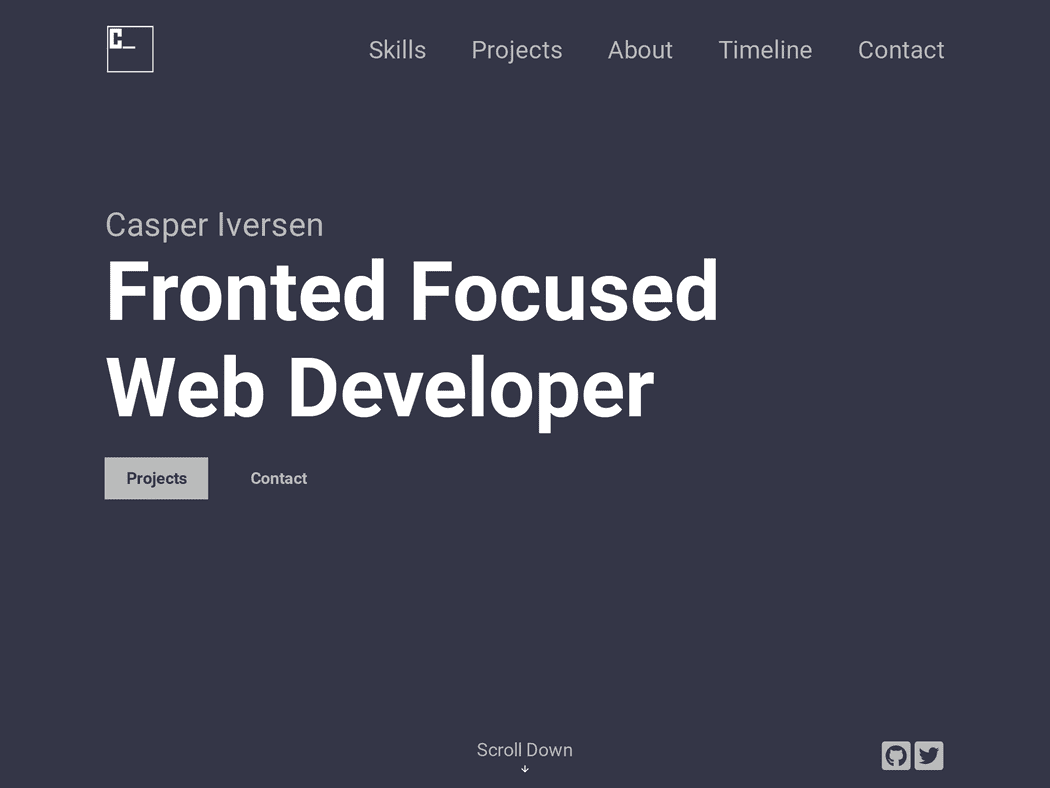 C_
Skills Projects About Timeline Contact
Casper Iversen
Fronted Focused
Web Developer
Projects Contact
Scroll Down